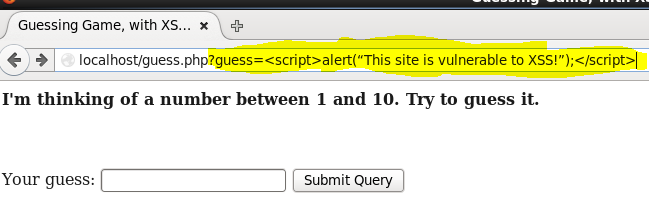 Guessing Game, with XS
Guessing Game, with XS...
localhost/guess.php?guess=<script>alert(“This site is vulnerable to XSS!”);</script>
I'm thinking of a number between 1 and 10. Try to guess it.
Your guess: Submit Query